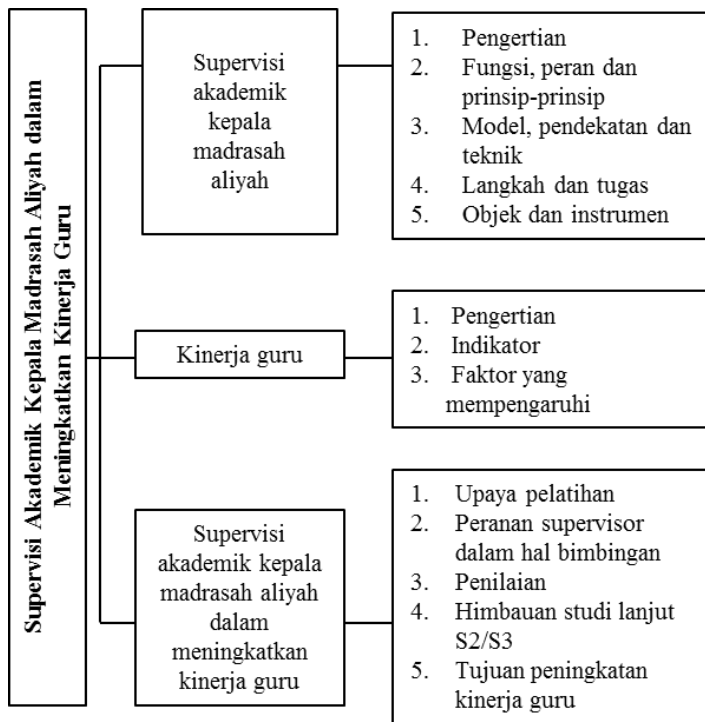 Supervisi Akademik Kepala Madrasah Aliyah dalam
Meningkatkan Kinerja Guru
Supervisi
akademik
kepala
madrasah
aliyah
1. Pengertian
2. Fungsi, peran dan
prinsip-prinsip
3. Model, pendekatan dan
teknik
4. Langkah dan tugas
5. Objek dan instrumen
Kinerja guru
1. Pengertian
2. Indikator
3. Faktor yang
mempengaruhi
Supervisi
akademik kepala
madrasah aliyah
dalam
meningkatkan
kinerja guru
1. Upaya pelatihan
2. Peranan supervisor
dalam hal bimbingan
3. Penilaian
4. Himbauan studi lanjut
S2/S3
5. Tujuan peningkatan
kinerja guru